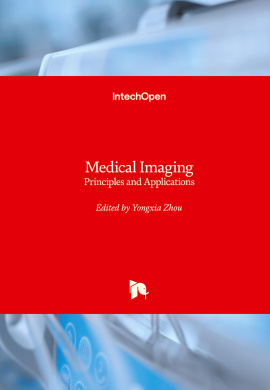 IntechOpen
Medical Imaging
Principles and Applications
Edited by Yongxia Zhou